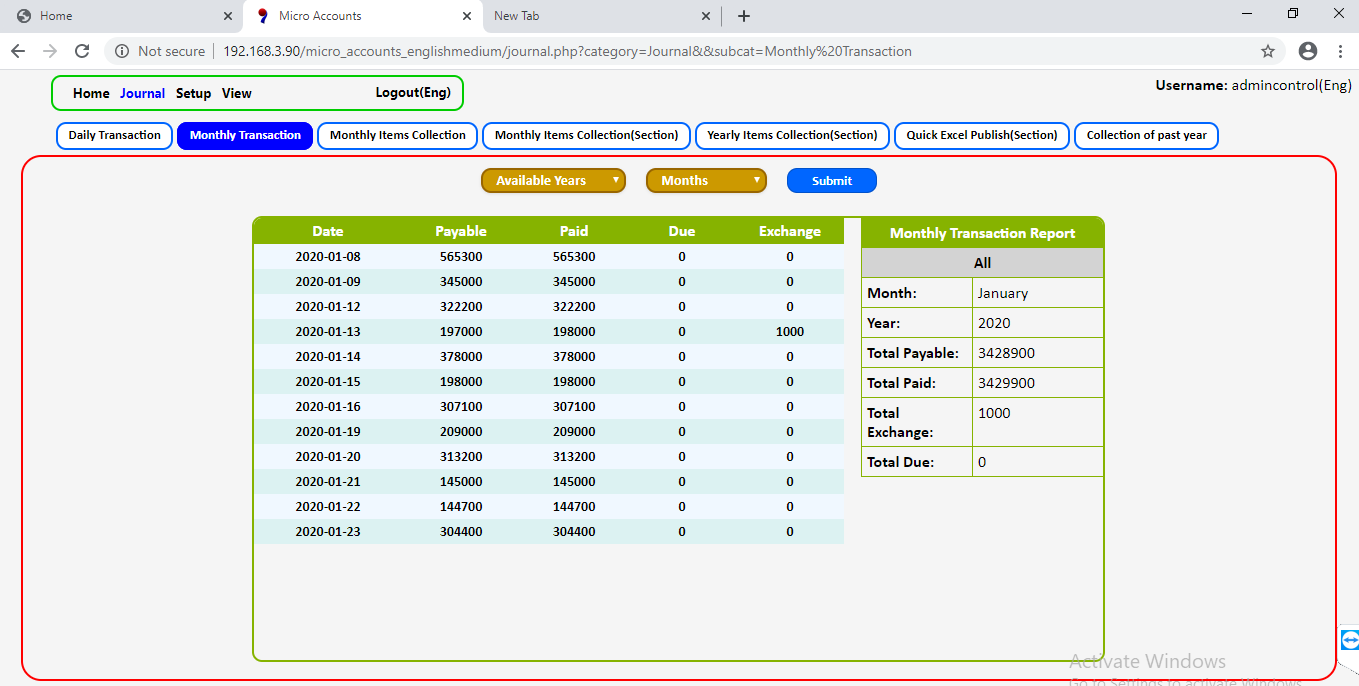 Home
Micro Accounts
New Tab
Not secure
192.168.3.90/micro_accounts_englishmedium/journal.php?category=Journal&&subcat=Monthly%20Transaction
Home Journal Setup View Logout(Eng)
Username: admincontrol(Eng)
Daily Transaction
Monthly Transaction
Monthly Items Collection
Monthly Items Collection(Section)
Yearly Items Collection(Section)
Quick Excel Publish(Section)
Collection of past year
Available Years
Months
Submit
Date Payable Paid Due Exchange
2020-01-08 565300 565300 0 0
2020-01-09 345000 345000 0 0
2020-01-12 322200 322200 0 0
2020-01-13 197000 198000 0 1000
2020-01-14 378000 378000 0 0
2020-01-15 198000 198000 0 0
2020-01-16 307100 307100 0 0
2020-01-19 209000 209000 0 0
2020-01-20 313200 313200 0 0
2020-01-21 145000 145000 0 0
2020-01-22 144700 144700 0 0
2020-01-23 304400 304400 0 0
Monthly Transaction Report
All
Month: January
Year: 2020
Total Payable: 3428900
Total Paid: 3429900
Total 1000
Exchange:
Total Due: 0
Activate Windows
Go to Settings to activate Windows.